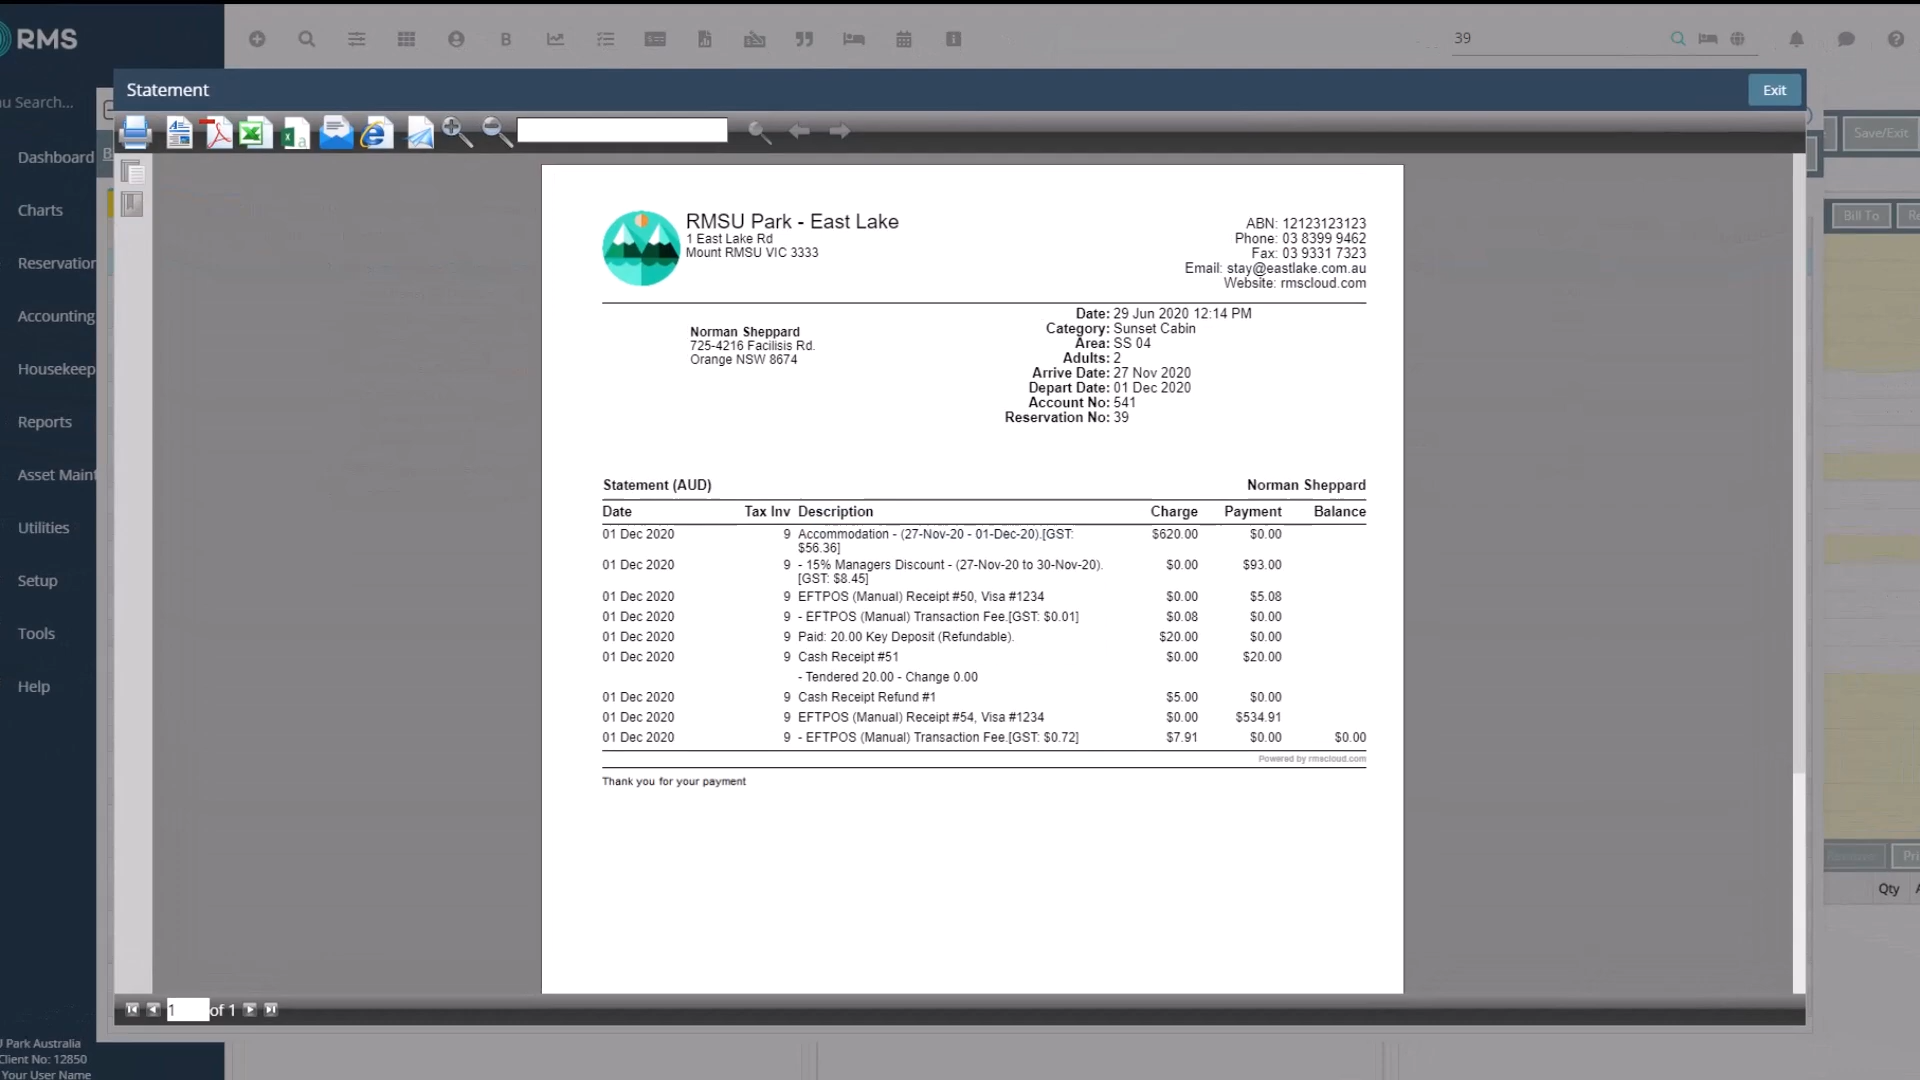 RMS
B
39
u Search...
Statement
Exit
Save/Exit
Dashboard
B
Charts
Bill To
Re
Reservation
Accounting
Housekeep
Reports
Asset Maint
Utilities
Setup
Tools
Help
RMSU Park - East Lake
1 East Lake Rd
Mount RMSU VIC 3333
ABN: 12123123123
Phone: 03 8399 9462
Fax: 03 9331 7323
Email: stay@eastlake.com.au
Website: rmscloud.com
Norman Sheppard
725-4216 Facilisis Rd.
Orange NSW 8674
Date: 29 Jun 2020 12:14 PM
Category: Sunset Cabin
Area: SS 04
Adults: 2
Arrive Date: 27 Nov 2020
Depart Date: 01 Dec 2020
Account No: 541
Reservation No: 39
Statement (AUD) Norman Sheppard
Date Tax Inv Description Charge Payment Balance
01 Dec 2020 9 Accommodation - (27-Nov-20 - 01-Dec-20).[GST: $620.00 $0.00
$56.36]
01 Dec 2020 9 - 15% Managers Discount - (27-Nov-20 to 30-Nov-20). $0.00 $93.00
[GST: $8.45]
01 Dec 2020 9 EFTPOS (Manual) Receipt #50, Visa #1234 $0.00 $5.08
01 Dec 2020 9 - EFTPOS (Manual) Transaction Fee.[GST: $0.01] $0.08 $0.00
01 Dec 2020 9 Paid: 20.00 Key Deposit (Refundable). $20.00 $0.00
01 Dec 2020 9 Cash Receipt #51 $0.00 $20.00
- Tendered 20.00 - Change 0.00
01 Dec 2020 9 Cash Receipt Refund #1 $5.00 $0.00
01 Dec 2020 9 EFTPOS (Manual) Receipt #54, Visa #1234 $0.00 $534.91
01 Dec 2020 9 - EFTPOS (Manual) Transaction Fee.[GST: $0.72] $7.91 $0.00 $0.00
Powered by rmscloud.com
Thank you for your payment
Pri
Qty A
1 of 1
J Park Australia
Client No: 12850
Your User Name